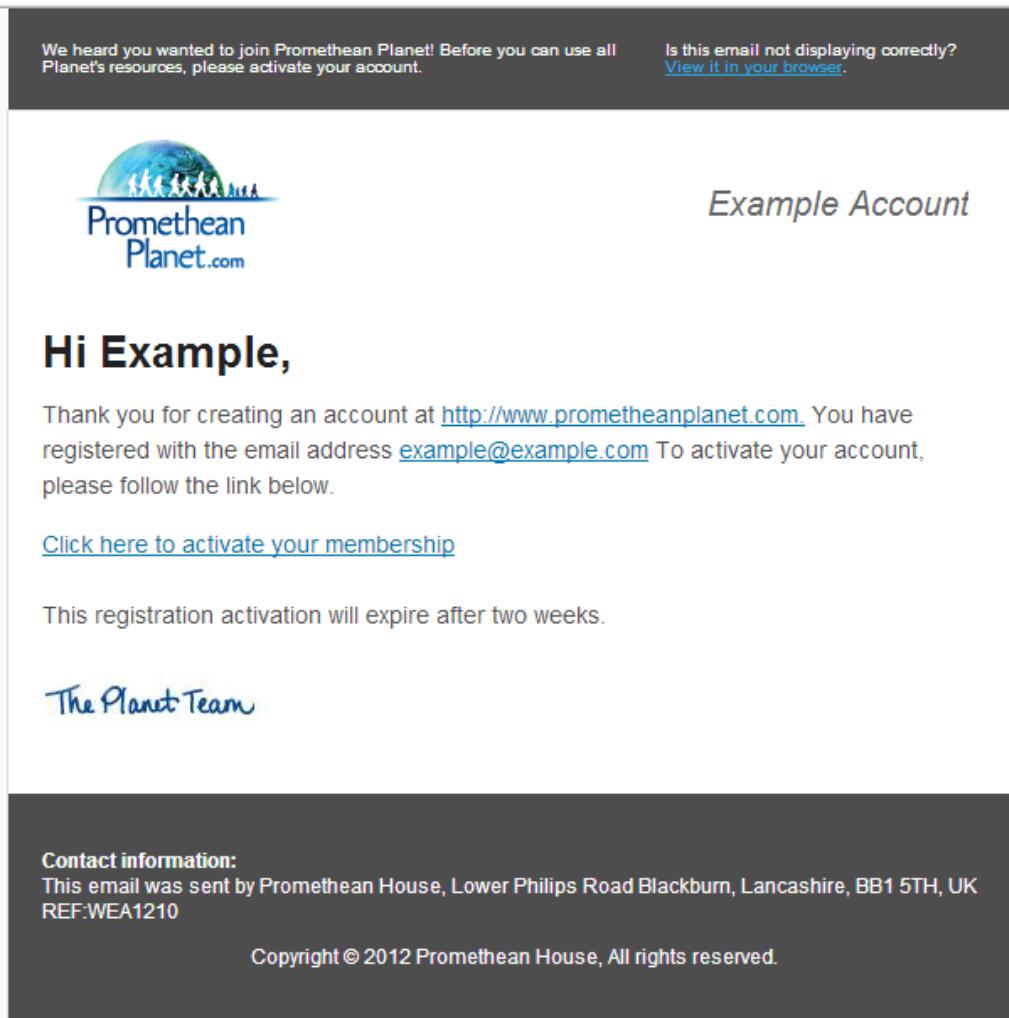 We heard you wanted to join Promethean Planet! Before you can use all
Planet's resources, please activate your account.
Is this email not displaying correctly?
View it in your browser.
Promethean
Planet.com
Example Account
Hi Example,
Thank you for creating an account at http://www.prometheanplanet.com. You have
registered with the email address example@example.com To activate your account,
please follow the link below.
Click here to activate your membership
This registration activation will expire after two weeks.
The Planet Team
Contact information:
This email was sent by Promethean House, Lower Philips Road Blackburn, Lancashire, BB1 5TH, UK
REF:WEA1210
Copyright © 2012 Promethean House, All rights reserved.